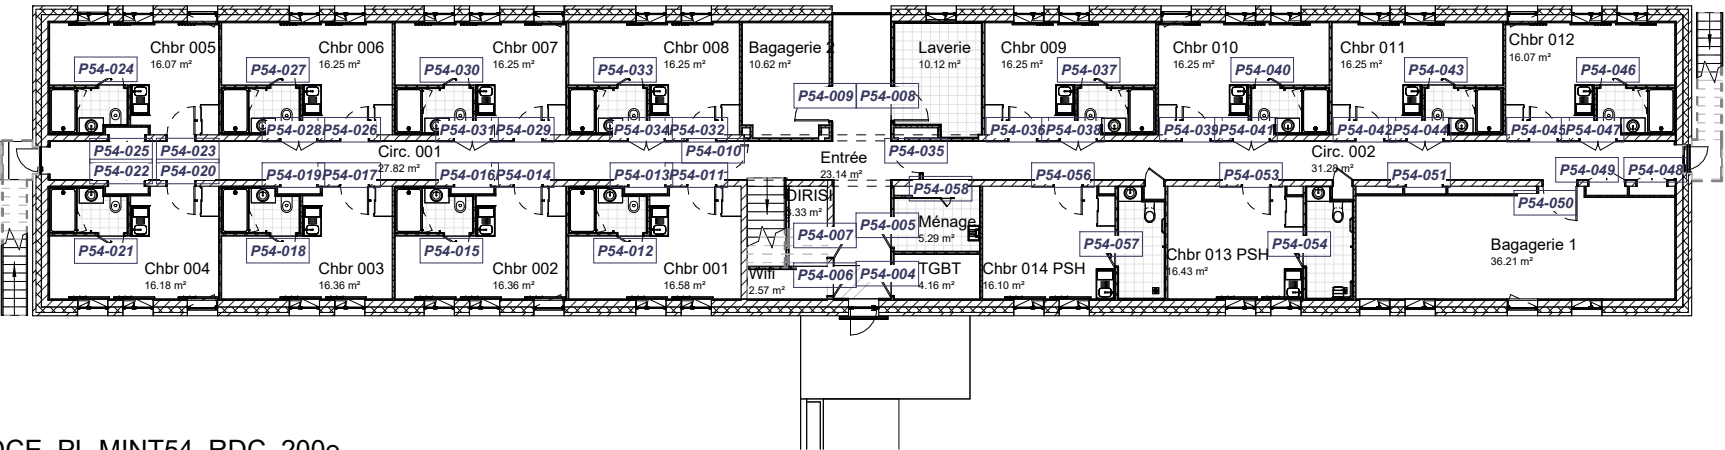 Chbr 005
16.07 m²
P54-024
Chbr 006
16.25 m²
P54-027
Chbr 007
16.25 m²
P54-030
Chbr 008
16.25 m²
P54-033
Bagagerie 2
10.62 m²
Laverie
10.12 m²
P54-009
P54-008
Chbr 009
16.25 m²
P54-037
Chbr 010
16.25 m²
P54-040
Chbr 011
16.25 m²
P54-043
Chbr 012
16.07 m²
P54-046
P54-025
P54-023
P54-028
P54-026
P54-031
P54-029
P54-034
P54-032
P54-010
P54-035
P54-036
P54-038
P54-039
P54-041
P54-042
P54-044
P54-045
P54-047
Circ. 001
27.82 m²
Entrée
23.14 m²
Circ. 002
31.28 m²
P54-022
P54-020
P54-019
P54-017
P54-016
P54-014
P54-013
P54-011
P54-058
P54-056
P54-053
P54-051
P54-049
P54-048
P54-050
P54-021
Chbr 004
16.18 m²
P54-018
Chbr 003
16.36 m²
P54-015
Chbr 002
16.36 m²
P54-012
Chbr 001
16.58 m²
DIRISI
.33 m²
P54-007
P54-005
Ménage
5.29 m²
Wifi
2.57 m²
P54-006
P54-004
TGBT
4.16 m²
Chbr 014 PSH
16.10 m²
P54-057
Chbr 013 PSH
16.43 m²
P54-054
Bagagerie 1
36.21 m²